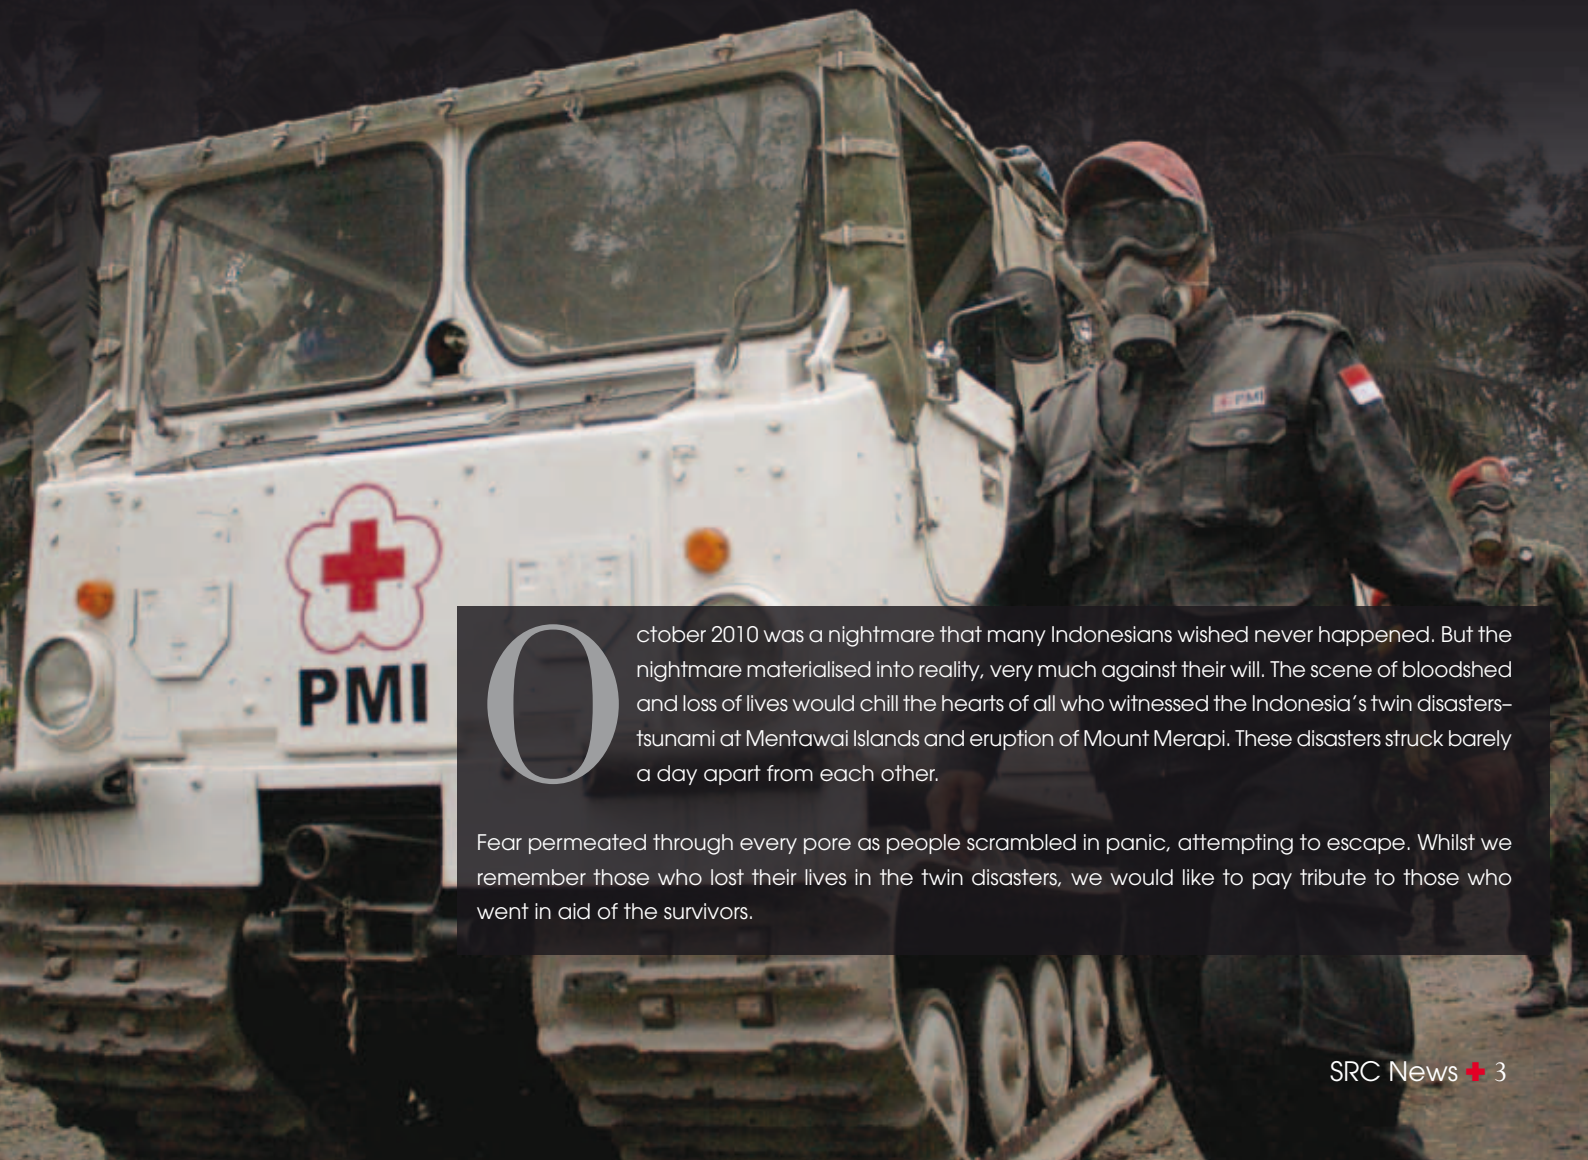 PMI
PMI
October 2010 was a nightmare that many Indonesians wished never happened. But the
nightmare materialised into reality, very much against their will. The scene of bloodshed
and loss of lives would chill the hearts of all who witnessed the Indonesia's twin disasters–
tsunami at Mentawai Islands and eruption of Mount Merapi. These disasters struck barely
a day apart from each other.
Fear permeated through every pore as people scrambled in panic, attempting to escape. Whilst we
remember those who lost their lives in the twin disasters, we would like to pay tribute to those who
went in aid of the survivors.
SRC News 3